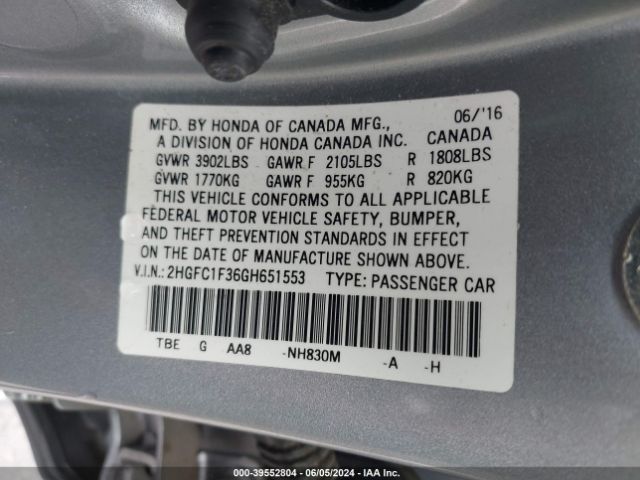 MFD. BY HONDA OF CANADA MFG., 06/'16
A DIVISION OF HONDA CANADA INC. CANADA
GVWR 3902LBS GAWR F 2105LBS R 1808LBS
GVWR 1770KG GAWR F 955KG R 820KG
THIS VEHICLE CONFORMS TO ALL APPLICABLE
FEDERAL MOTOR VEHICLE SAFETY, BUMPER,
AND THEFT PREVENTION STANDARDS IN EFFECT
ON THE DATE OF MANUFACTURE SHOWN ABOVE.
V.I.N.: 2HGFC1F36GH651553 TYPE: PASSENGER CAR
TBE G AA8 -NH830M -A -H
000-39552804 | 06/05/2024 | IAA Inc.